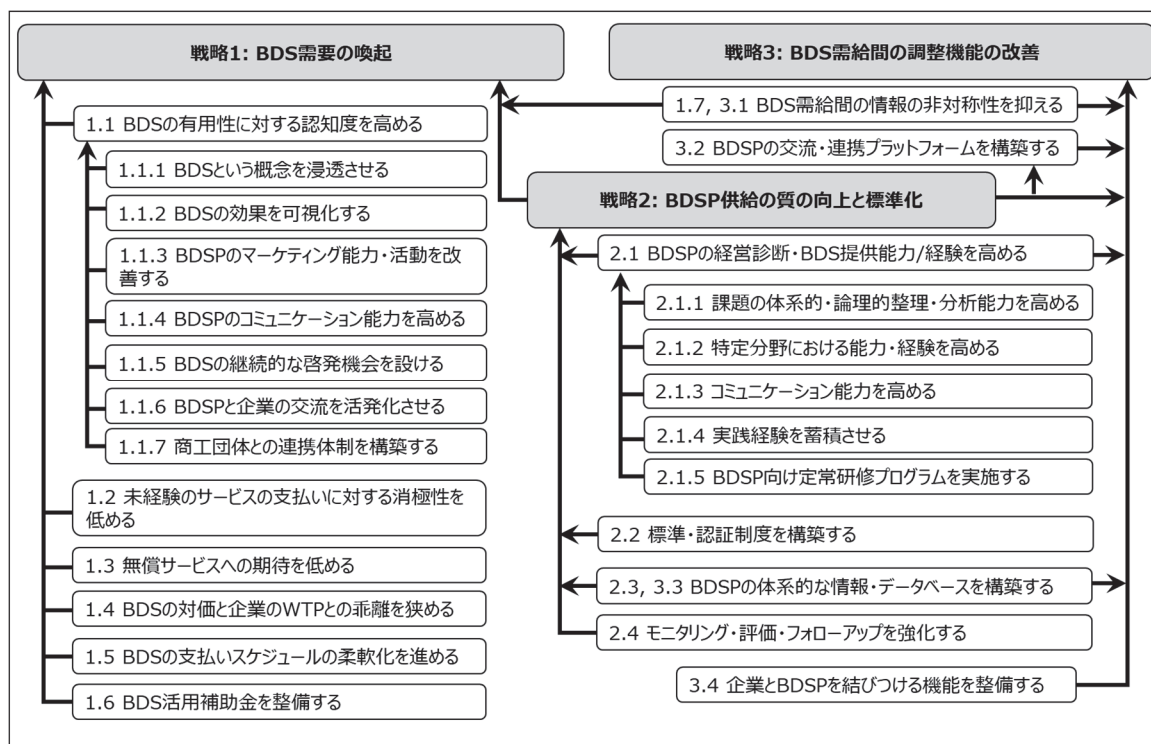 戦略1: BDS需要の喚起
1.1 BDSの有用性に対する認知度を高める
1.1.1 BDSという概念を浸透させる
1.1.2 BDSの効果を可視化する
1.1.3 BDSPのマーケティング能力・活動を改
善する
1.1.4 BDSPのコミュニケーション能力を高める
1.1.5 BDSの継続的な啓発機会を設ける
1.1.6 BDSPと企業の交流を活発化させる
1.1.7 商工団体との連携体制を構築する
1.2 未経験のサービスの支払いに対する消極性を
低める
1.3 無償サービスへの期待を低める
1.4 BDSの対価と企業のWTPとの乖離を狭める
1.5 BDSの支払いスケジュールの柔軟化を進める
1.6 BDS活用補助金を整備する
戦略3: BDS需給間の調整機能の改善
1.7, 3.1 BDS需給間の情報の非対称性を抑える
3.2 BDSPの交流・連携プラットフォームを構築する
戦略2: BDSP供給の質の向上と標準化
2.1 BDSPの経営診断・BDS提供能力/経験を高める
2.1.1 課題の体系的・論理的整理・分析能力を高める
2.1.2 特定分野における能力・経験を高める
2.1.3 コミュニケーション能力を高める
2.1.4 実践経験を蓄積させる
2.1.5 BDSP向け定常研修プログラムを実施する
2.2 標準・認証制度を構築する
2.3, 3.3 BDSPの体系的な情報・データベースを構築する
2.4 モニタリング・評価・フォローアップを強化する
3.4 企業とBDSPを結びつける機能を整備する